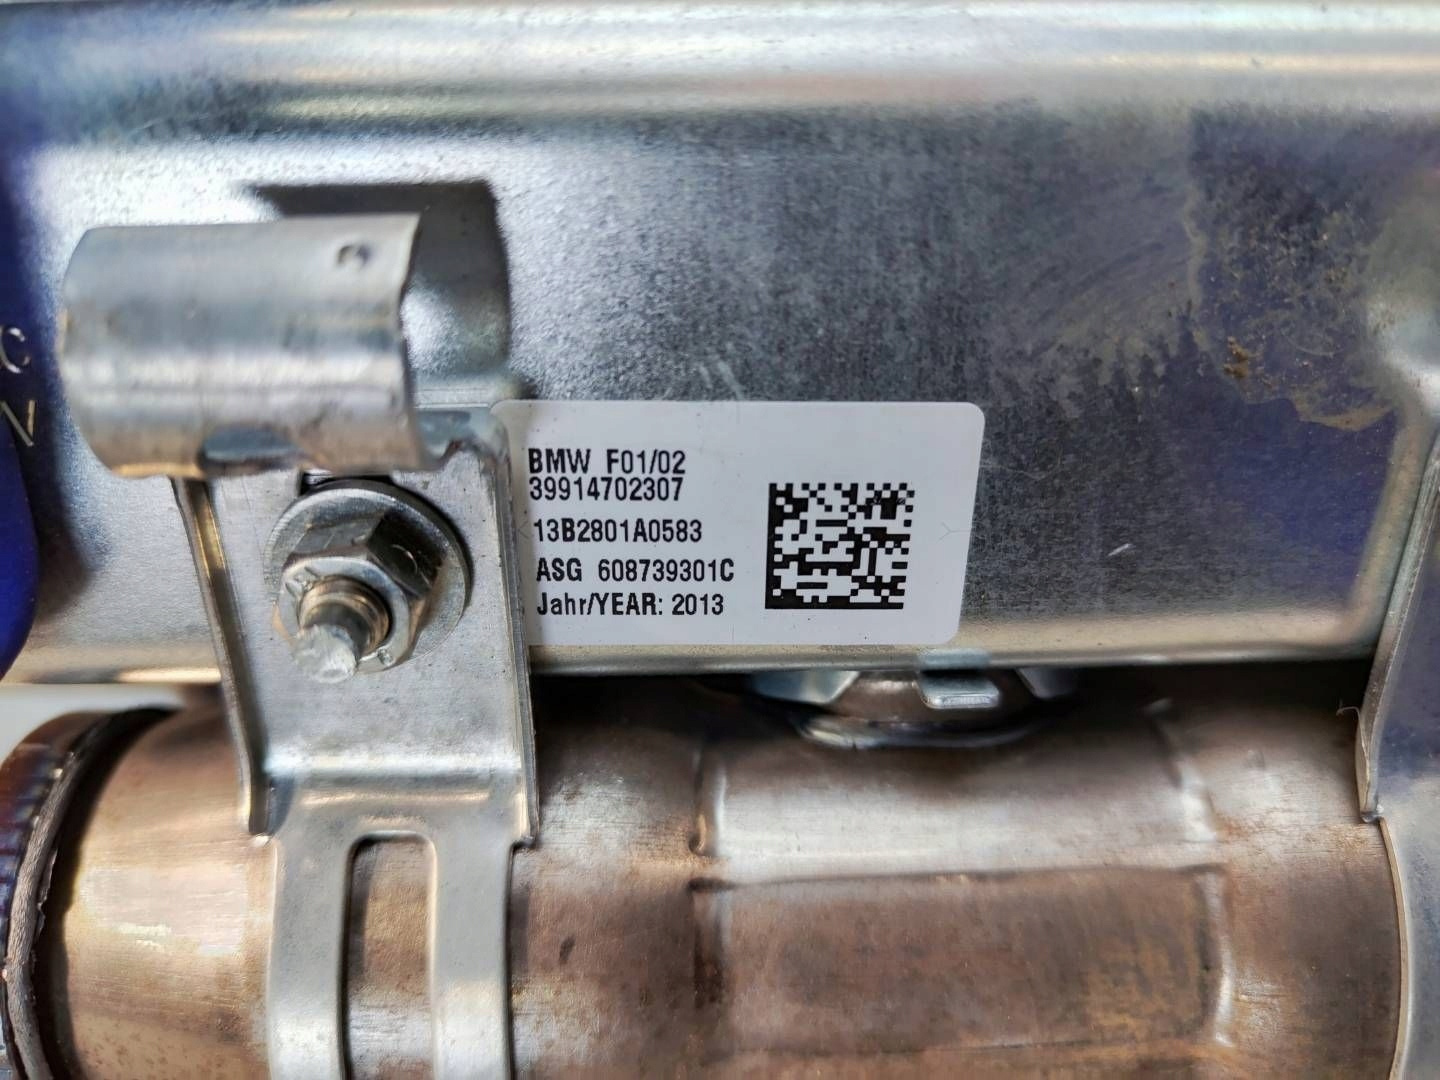 C
N
BMW F01/02
39914702307
13B2801A0583
ASG 608739301C
Jahr/YEAR: 2013